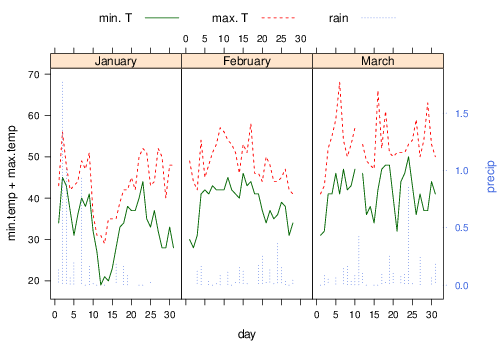 min. T max. T rain
0 5 10 15 20 25 30
January February March
70
60
50
40
30
20
min.temp + max.temp
1.5
1.0
0.5
0.0
precip
0 5 10 15 20 25 30 0 5 10 15 20 25 30
day